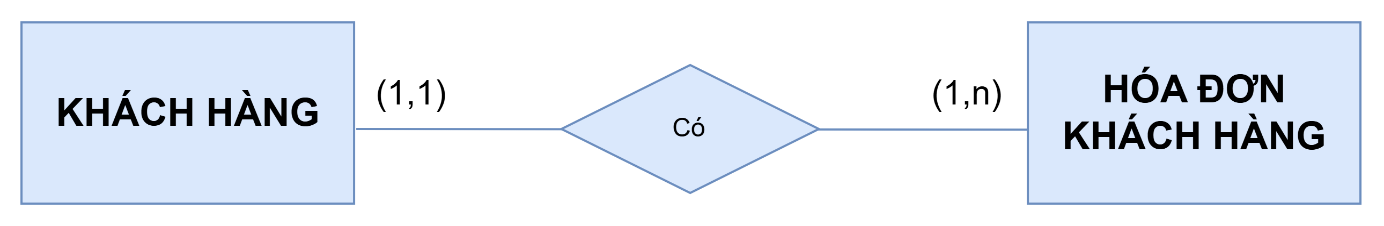 KHÁCH HÀNG
(1,1)
Có
(1,n)
HÓA ĐƠN
KHÁCH HÀNG